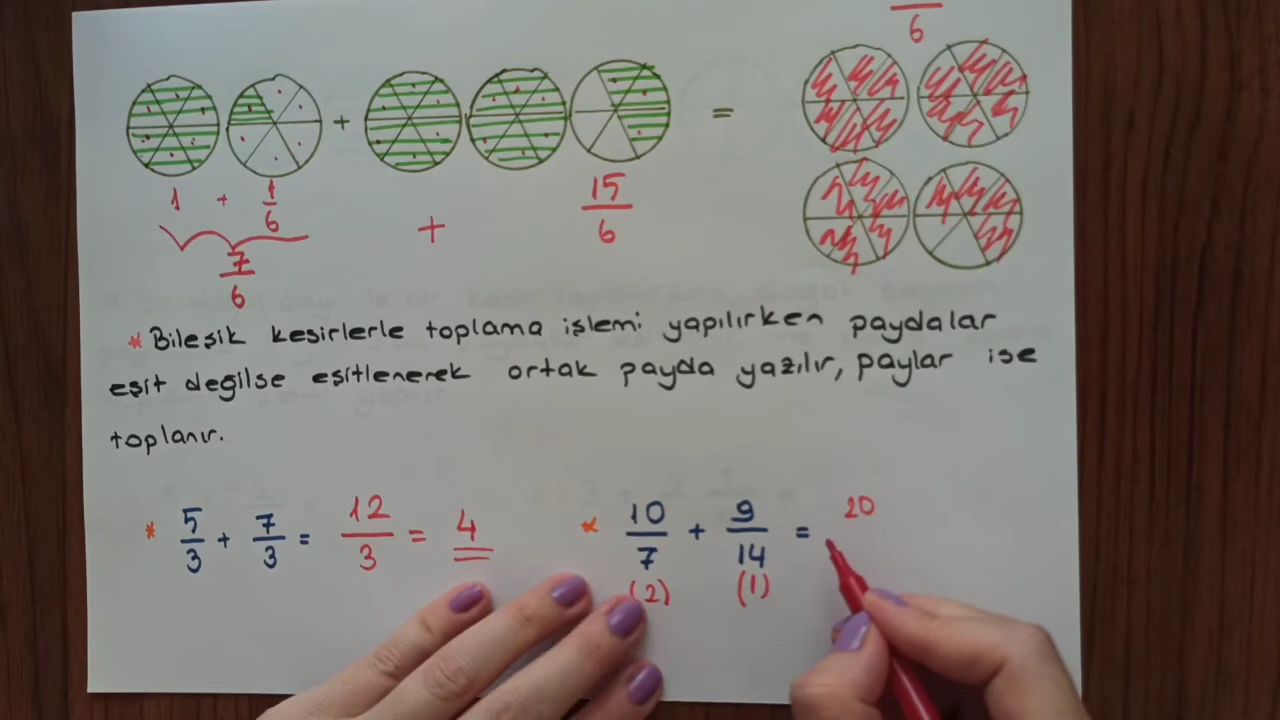 6
+ =
1 + 1/6 15/6
7/6 +
* Bileşik kesirlerle toplama işlemi yapılırken paydalar
eşit değilse eşitlenerek ortak payda yazılır, paylar ise
toplanır.
* 5/3 + 7/3 = 12/3 = 4 * 10/7 + 9/14 = 20
(2) (1)